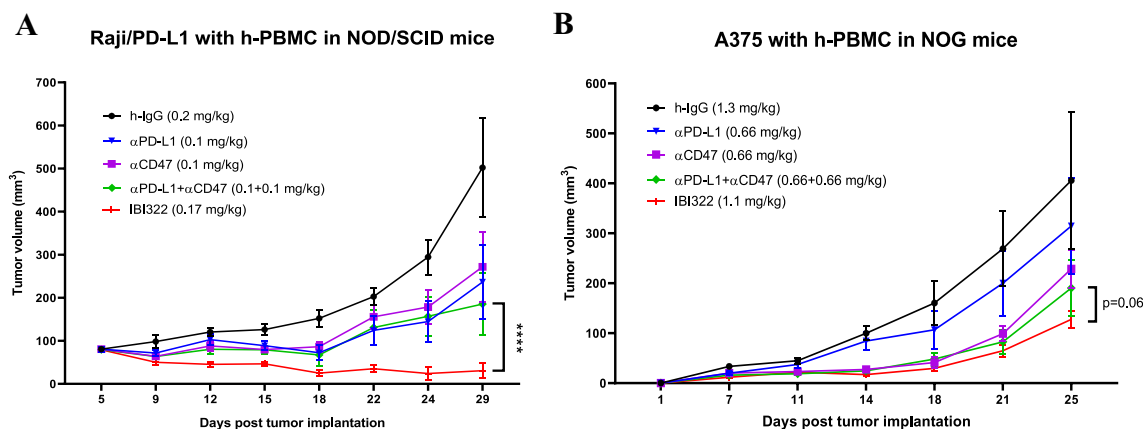 A
Raji/PD-L1 with h-PBMC in NOD/SCID mice
Tumor volume (mm³)
700
600
500
400
300
200
100
0
h-IgG (0.2 mg/kg)
αPD-L1 (0.1 mg/kg)
αCD47 (0.1 mg/kg)
αPD-L1+αCD47 (0.1+0.1 mg/kg)
IBI322 (0.17 mg/kg)
****
5 9 12 15 18 22 24 29
Days post tumor implantation
B
A375 with h-PBMC in NOG mice
Tumor volume (mm³)
600
500
400
300
200
100
0
h-IgG (1.3 mg/kg)
αPD-L1 (0.66 mg/kg)
αCD47 (0.66 mg/kg)
αPD-L1+αCD47 (0.66+0.66 mg/kg)
IBI322 (1.1 mg/kg)
p=0.06
1 7 11 14 18 21 25
Days post tumor implantation